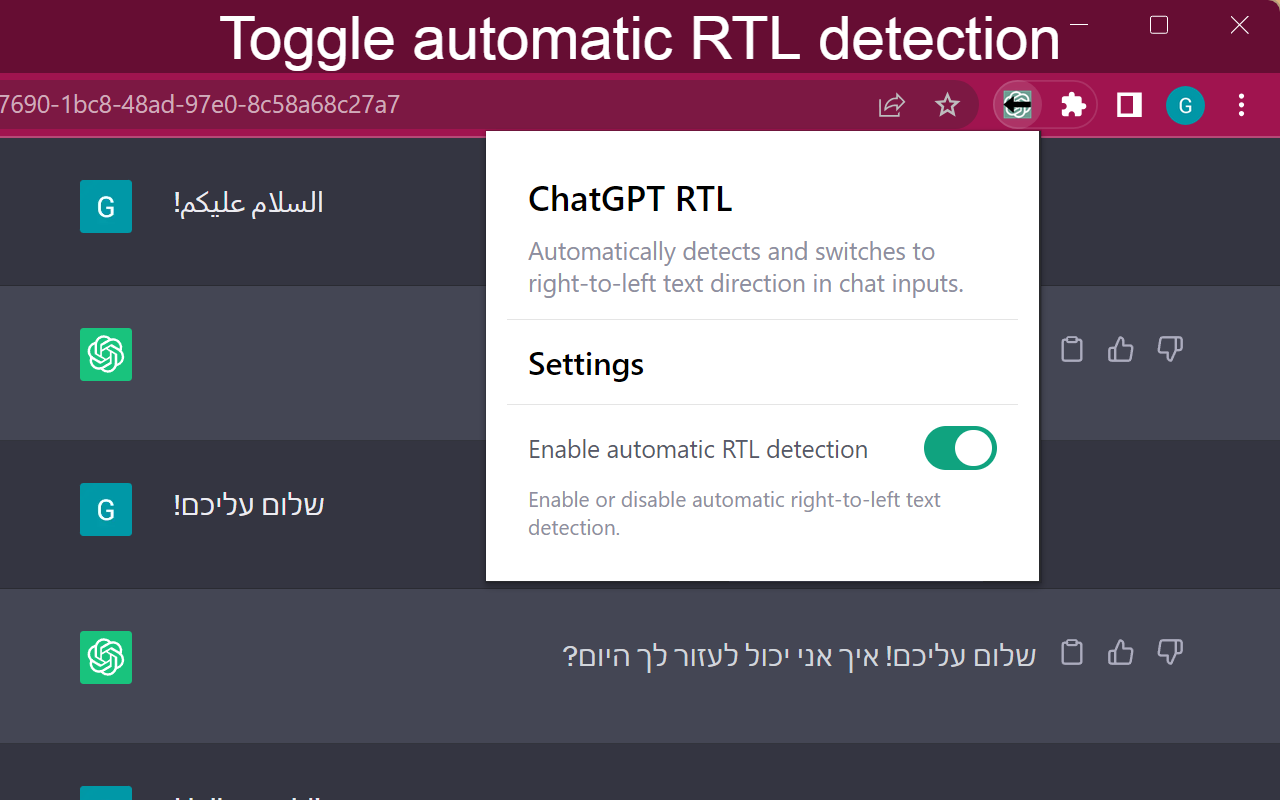 Toggle automatic RTL detection
7690-1bc8-48ad-97e0-8c58a68c27a7
G
G
السلام عليكم!
ChatGPT RTL
Automatically detects and switches to
right-to-left text direction in chat inputs.
Settings
Enable automatic RTL detection
Enable or disable automatic right-to-left text
detection.
G
שלום עליכם!
שלום עליכם! איך אני יכול לעזור לך היום?